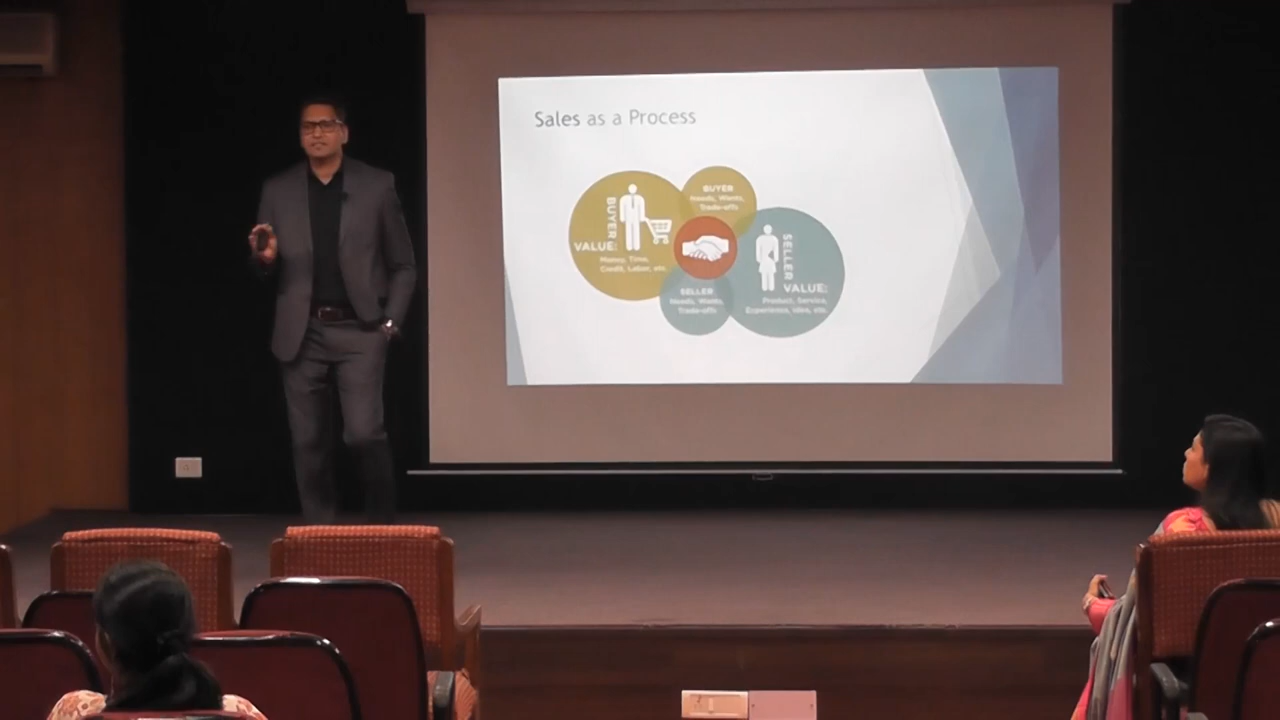 Sales as a Process
BUYER
VALUE:
Money, Time,
Credit, Labor, etc.
BUYER
Needs, Wants,
Trade-offs
SELLER
Needs, Wants,
Trade-offs
SELLER
VALUE:
Product, Service,
Experience, Idea, etc.